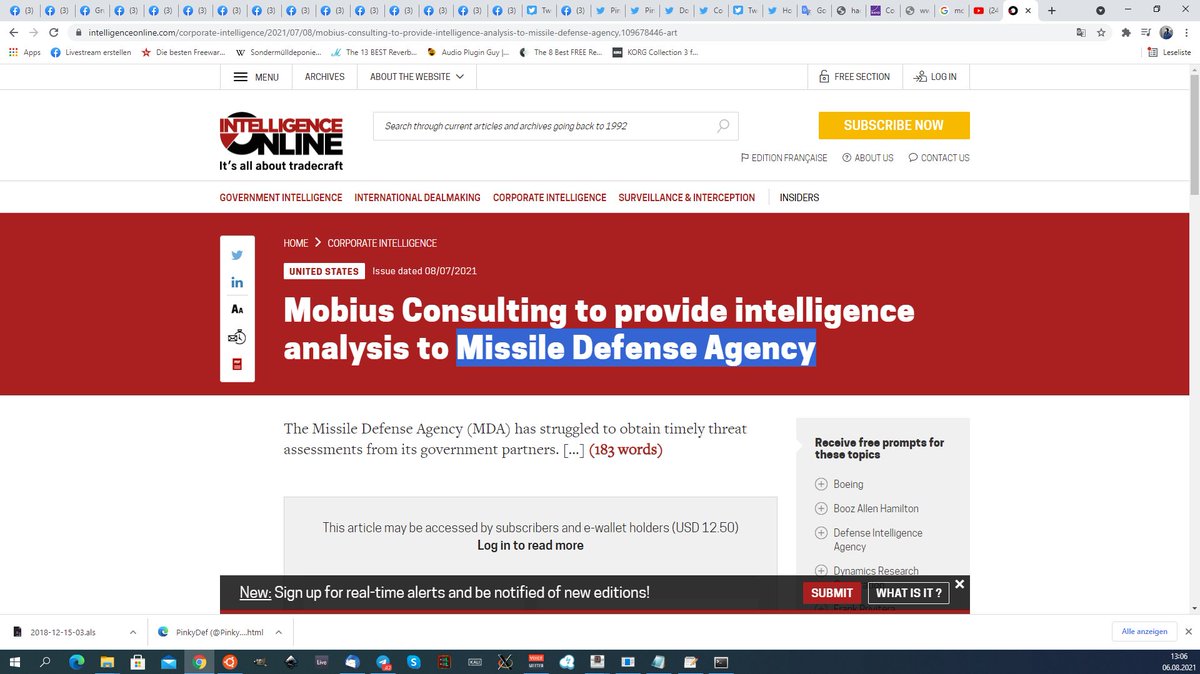 (3)
(3)
Gn
(3)
(3)
(3)
(3)
(3)
(3)
(3)
(3)
(3)
(3)
(3)
(3)
Tw
(3)
Pin
Pin
Do
Co
Tw
Ho
Go
ha
Co
wv
mo
(24
intelligenceonline.com/corporate-intelligence/2021/07/08/mobius-consulting-to-provide-intelligence-analysis-to-missile-defense-agency,109678446-art
Apps
Livestream erstellen
Die besten Freewar...
Sondermülldeponie...
The 13 BEST Reverb...
Audio Plugin Guy |...
The 8 Best FREE Re...
KORG Collection 3 f...
Leseliste
MENU
ARCHIVES
ABOUT THE WEBSITE
FREE SECTION
LOG IN
INTELLIGENCE
ONLINE
It's all about tradecraft
Search through current articles and archives going back to 1992
SUBSCRIBE NOW
EDITION FRANÇAISE
ABOUT US
CONTACT US
GOVERNMENT INTELLIGENCE
INTERNATIONAL DEALMAKING
CORPORATE INTELLIGENCE
SURVEILLANCE & INTERCEPTION
INSIDERS
HOME
CORPORATE INTELLIGENCE
UNITED STATES
Issue dated 08/07/2021
Mobius Consulting to provide intelligence
analysis to Missile Defense Agency
The Missile Defense Agency (MDA) has struggled to obtain timely threat
assessments from its government partners. [...] (183 words)
This article may be accessed by subscribers and e-wallet holders (USD 12.50)
Log in to read more
Receive free prompts for
these topics
Boeing
Booz Allen Hamilton
Defense Intelligence
Agency
Dynamics Research
Frank Privitera
New: Sign up for real-time alerts and be notified of new editions!
SUBMIT
WHAT IS IT ?
2018-12-15-03.als
PinkyDef (@Pinky....html
Alle anzeigen
13:06
06.08.2021